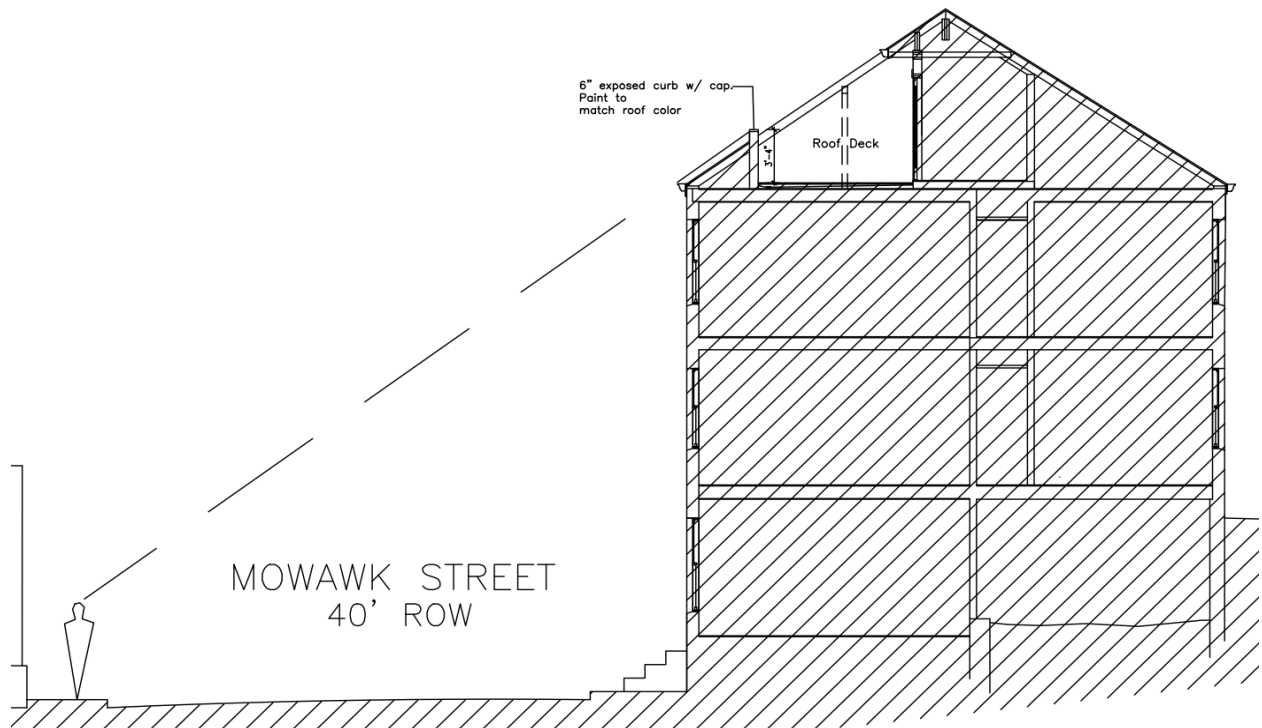 6" exposed curb w/ cap.
Paint to
match roof color
Roof Deck
3'-4"
MOWAWK STREET
40' ROW